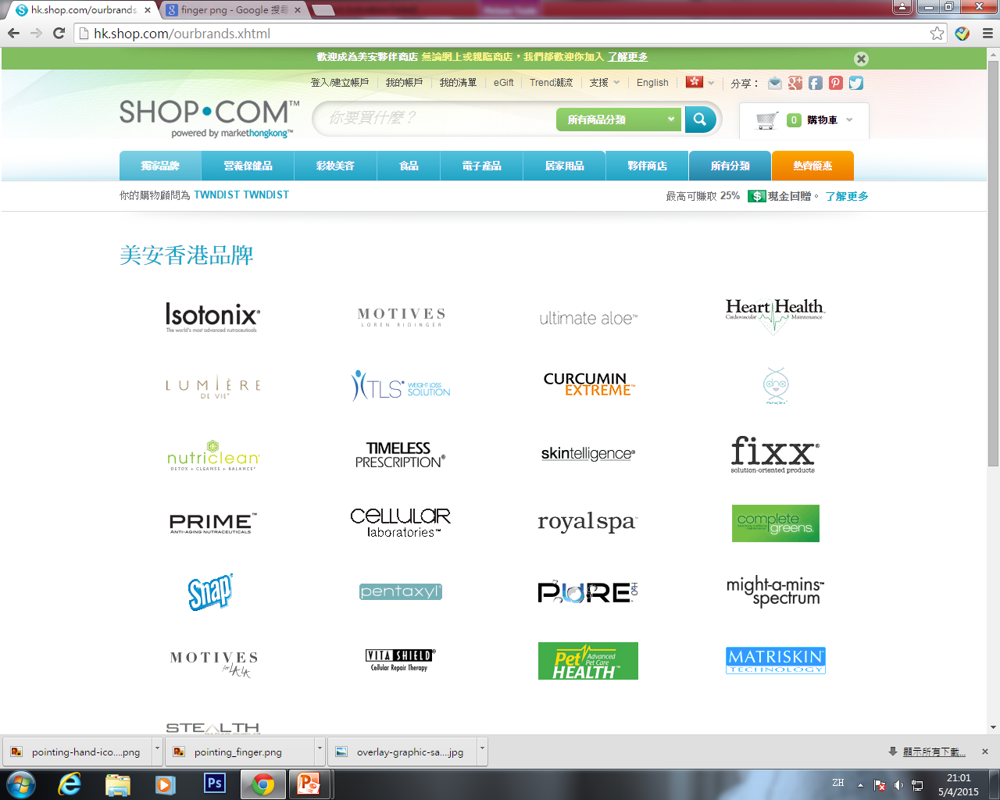 hk.shop.com/ourbrands.
finger png - Google 搜尋
hk.shop.com/ourbrands.xhtml
歡迎成為美安夥伴商店 無論網上或親臨商店，我們都歡迎你加入 了解更多
登入/建立帳戶 我的帳戶 我的清單 eGift Trend潮流 支援 English 分享：
SHOP•COM™
powered by markethongkong™
你要買什麼？ 所有商品分類
0 購物車
獨家品牌 營養保健品 彩妝美容 食品 電子產品 居家用品 夥伴商店 所有分類 熱賣優惠
你的購物顧問為 TWNDIST TWNDIST
最高可賺取 25% $ 現金回贈。 了解更多
美安香港品牌
Isotonix®
The world's most advanced nutraceuticals
MOTIVES
LOREN RIDINGER
ultimate aloe™
Heart Health™
Cardiovascular Maintenance
LUMIÈRE
DE VIE®
TLS® WEIGHT LOSS
SOLUTION
CURCUMIN
EXTREME™
dna
nutriclean®
DETOX + CLEANSE + BALANCE®
TIMELESS
PRESCRIPTION®
skintelligence®
fixx®
solution-oriented products
PRIME™
ANTI-AGING NUTRACEUTICALS
CELLULAR
laboratories™
royal spa™
complete
greens
Snap®
pentaxyl®
PURE H2O
might-a-mins™
spectrum
MOTIVES
for LALA
VITASHIELD®
Cellular Repair Therapy
Pet Advanced
Pet Care
HEALTH™
MATRISKIN
TECHNOLOGY
STEALTH
pointing-hand-ico....png
pointing_finger.png
overlay-graphic-sa....jpg
顯示所有下載...
Ps
ZH
21:01
5/4/2015